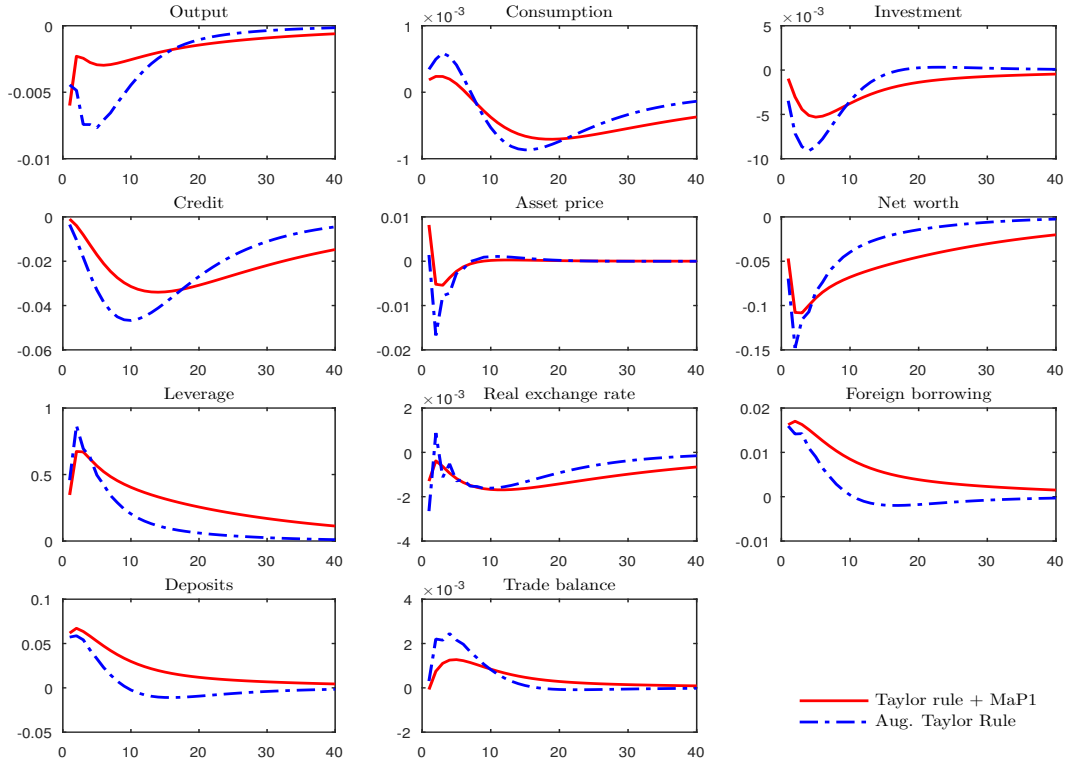 Output
0
-0.005
-0.01
0 10 20 30 40
Consumption
×10⁻³
1
0
-1
0 10 20 30 40
Investment
×10⁻³
5
0
-5
-10
0 10 20 30 40
Credit
0
-0.02
-0.04
-0.06
0 10 20 30 40
Asset price
0.01
0
-0.01
-0.02
0 10 20 30 40
Net worth
0
-0.05
-0.1
-0.15
0 10 20 30 40
Leverage
1
0.5
0
0 10 20 30 40
Real exchange rate
×10⁻³
2
0
-2
-4
0 10 20 30 40
Foreign borrowing
0.02
0.01
0
-0.01
0 10 20 30 40
Deposits
0.1
0.05
0
-0.05
0 10 20 30 40
Trade balance
×10⁻³
4
2
0
-2
0 10 20 30 40
Taylor rule + MaP1
Aug. Taylor Rule